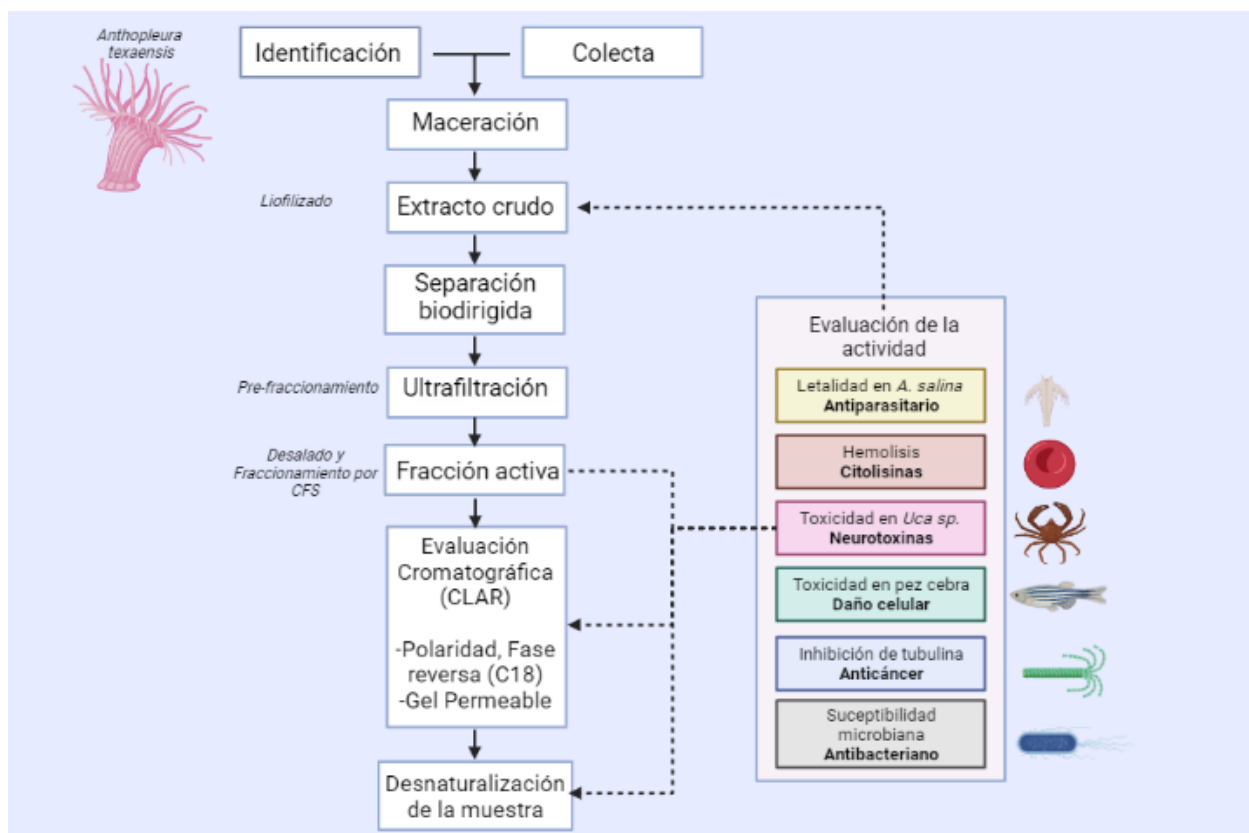 Anthopleura
texaensis
Identificación
Colecta
Maceración
Liofilizado
Extracto crudo
Separación
biodirigida
Pre-fraccionamiento
Ultrafiltración
Desalado y
Fraccionamiento por
CFS
Fracción activa
Evaluación
Cromatográfica
(CLAR)
-Polaridad, Fase
reversa (C18)
-Gel Permeable
Desnaturalización
de la muestra
Evaluación de la
actividad
Letalidad en A. salina
Antiparasitario
Hemolisis
Citolisinas
Toxicidad en Uca sp.
Neurotoxinas
Toxicidad en pez cebra
Daño celular
Inhibición de tubulina
Anticáncer
Suceptibilidad
microbiana
Antibacteriano